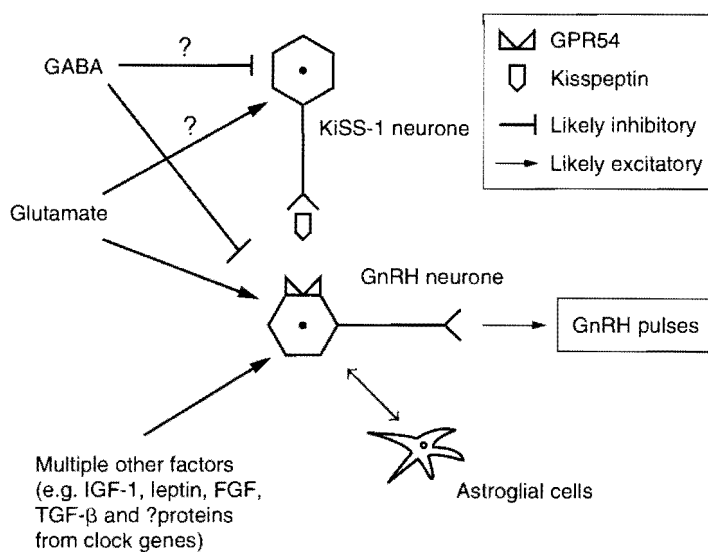 ?
GABA
?
KiSS-1 neurone
Glutamate
GnRH neurone
GnRH pulses
Multiple other factors
(e.g. IGF-1, leptin, FGF,
TGF-β and ?proteins
from clock genes)
Astroglial cells
GPR54
Kisspeptin
Likely inhibitory
Likely excitatory